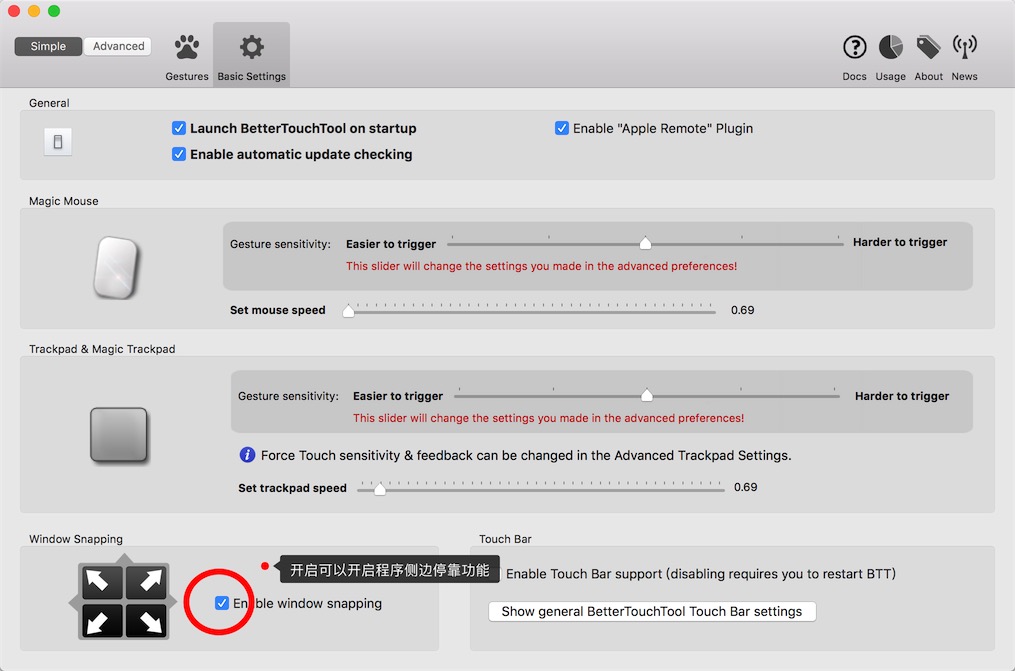 Simple
Advanced
Gestures
Basic Settings
Docs
Usage
About
News
General
Launch BetterTouchTool on startup
Enable "Apple Remote" Plugin
Enable automatic update checking
Magic Mouse
Gesture sensitivity:
Easier to trigger
Harder to trigger
This slider will change the settings you made in the advanced preferences!
Set mouse speed
0.69
Trackpad & Magic Trackpad
Gesture sensitivity:
Easier to trigger
Harder to trigger
This slider will change the settings you made in the advanced preferences!
Force Touch sensitivity & feedback can be changed in the Advanced Trackpad Settings.
Set trackpad speed
0.69
Window Snapping
开启可以开启程序侧边停靠功能
Enable window snapping
Touch Bar
Enable Touch Bar support (disabling requires you to restart BTT)
Show general BetterTouchTool Touch Bar settings